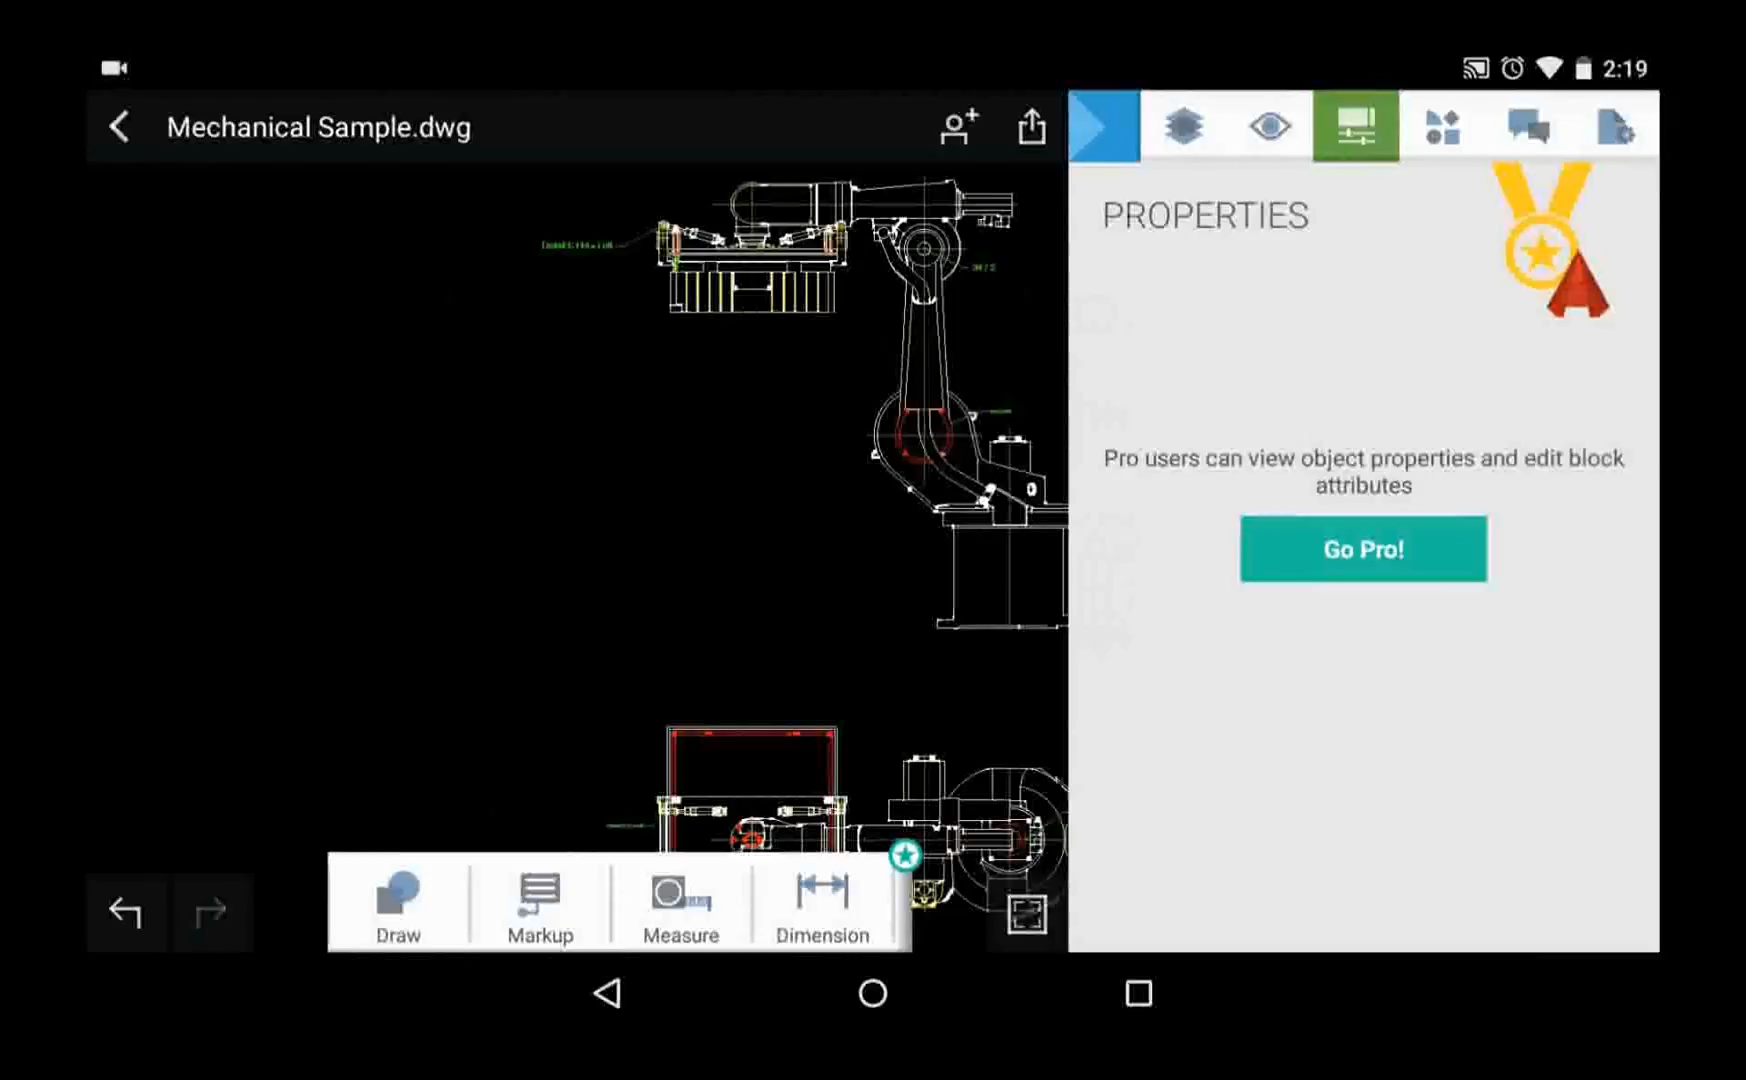 2:19
Mechanical Sample.dwg
PROPERTIES
Pro users can view object properties and edit block
attributes
Go Pro!
Draw
Markup
Measure
Dimension